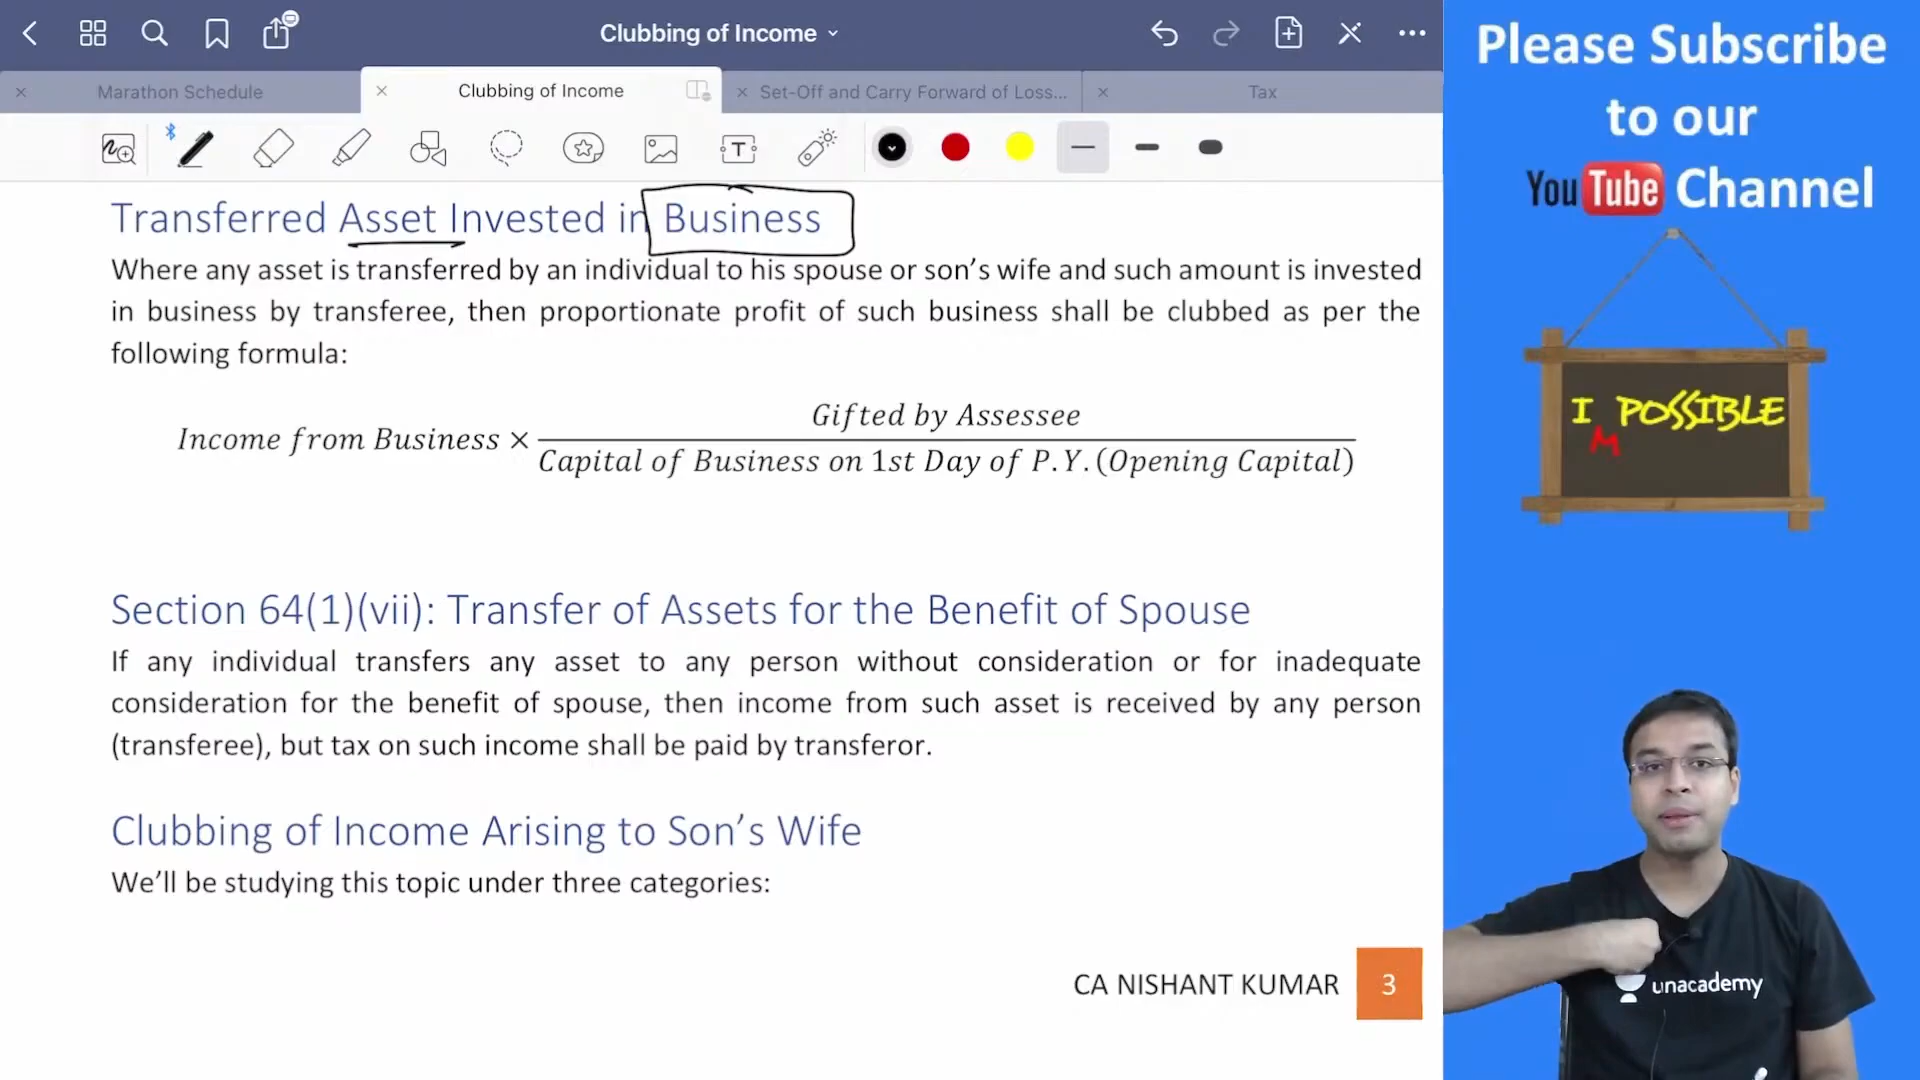 Clubbing of Income
Marathon Schedule
Clubbing of Income
Set-Off and Carry Forward of Loss...
Tax
T
Transferred Asset Invested in Business
Where any asset is transferred by an individual to his spouse or son’s wife and such amount is invested
in business by transferee, then proportionate profit of such business shall be clubbed as per the
following formula:
Gifted by Assessee
Income from Business ×
Capital of Business on 1st Day of P.Y. (Opening Capital)
Section 64(1)(vii): Transfer of Assets for the Benefit of Spouse
If any individual transfers any asset to any person without consideration or for inadequate
consideration for the benefit of spouse, then income from such asset is received by any person
(transferee), but tax on such income shall be paid by transferor.
Clubbing of Income Arising to Son’s Wife
We’ll be studying this topic under three categories:
CA NISHANT KUMAR 3
Please Subscribe
to our
YouTube Channel
I POSSIBLE
M
unacademy